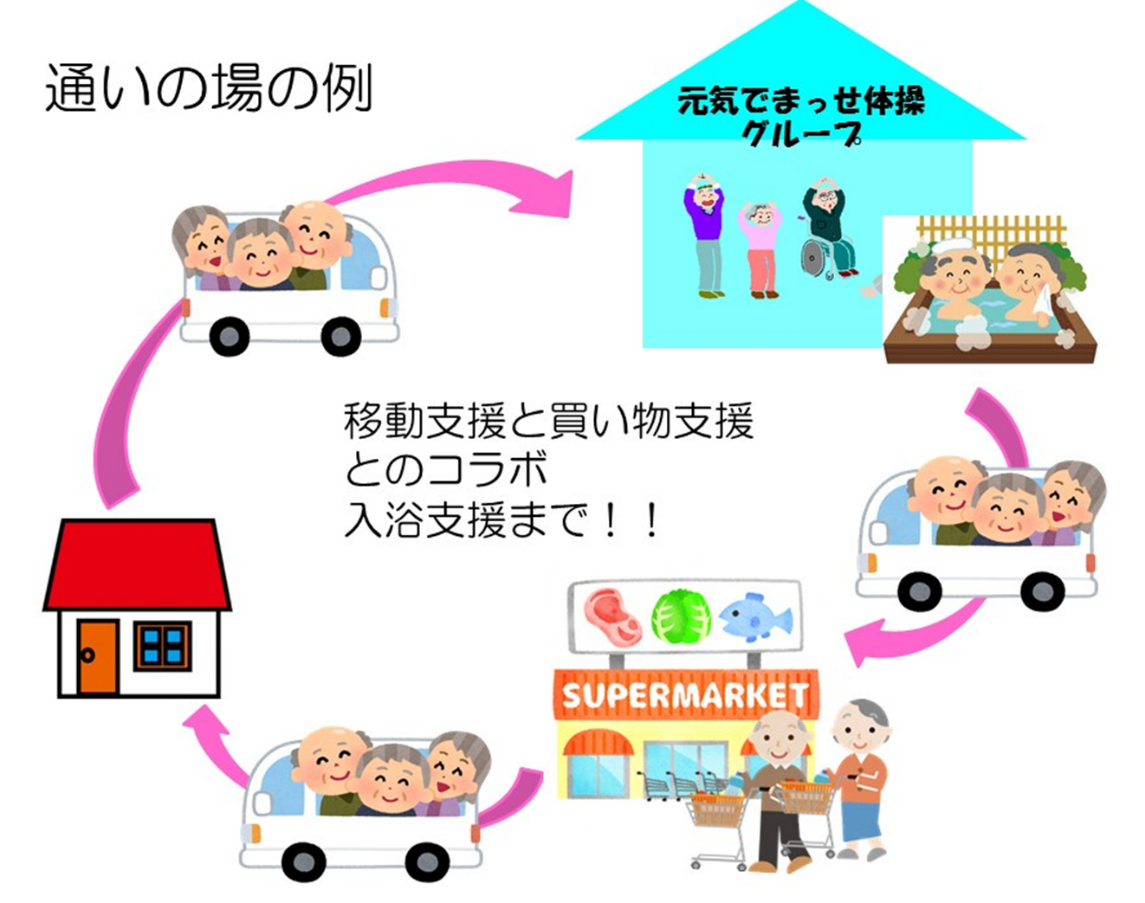 通いの場の例
元気でまっせ体操
グループ
移動支援と買い物支援
とのコラボ
入浴支援まで！！
SUPERMARKET